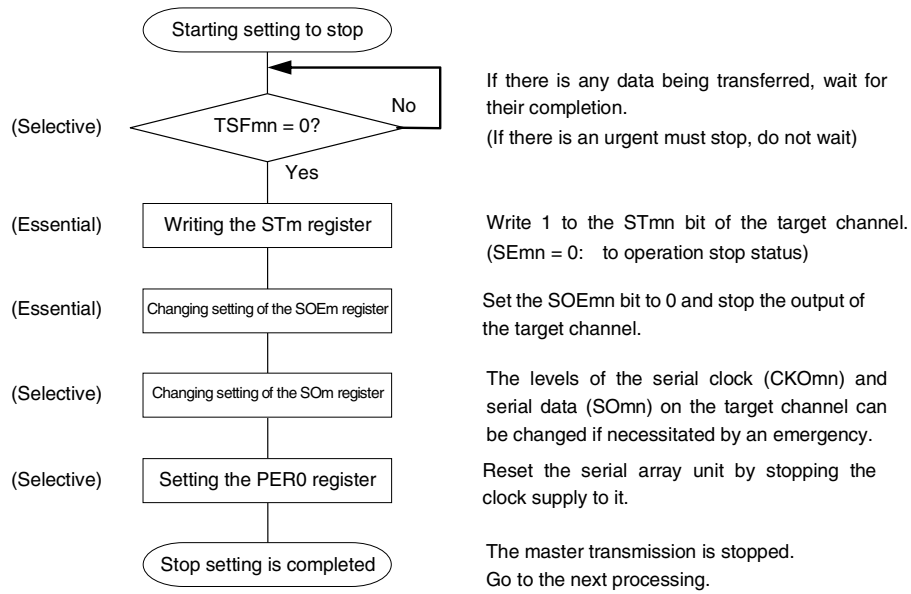 Starting setting to stop
No
If there is any data being transferred, wait for
their completion.
(Selective)
TSFmn = 0?
(If there is an urgent must stop, do not wait)
Yes
(Essential)
Writing the STm register
Write 1 to the STmn bit of the target channel.
(SEmn = 0: to operation stop status)
(Essential)
Changing setting of the SOEm register
Set the SOEmn bit to 0 and stop the output of
the target channel.
(Selective)
Changing setting of the SOm register
The levels of the serial clock (CKOmn) and
serial data (SOmn) on the target channel can
be changed if necessitated by an emergency.
(Selective)
Setting the PER0 register
Reset the serial array unit by stopping the
clock supply to it.
Stop setting is completed
The master transmission is stopped.
Go to the next processing.